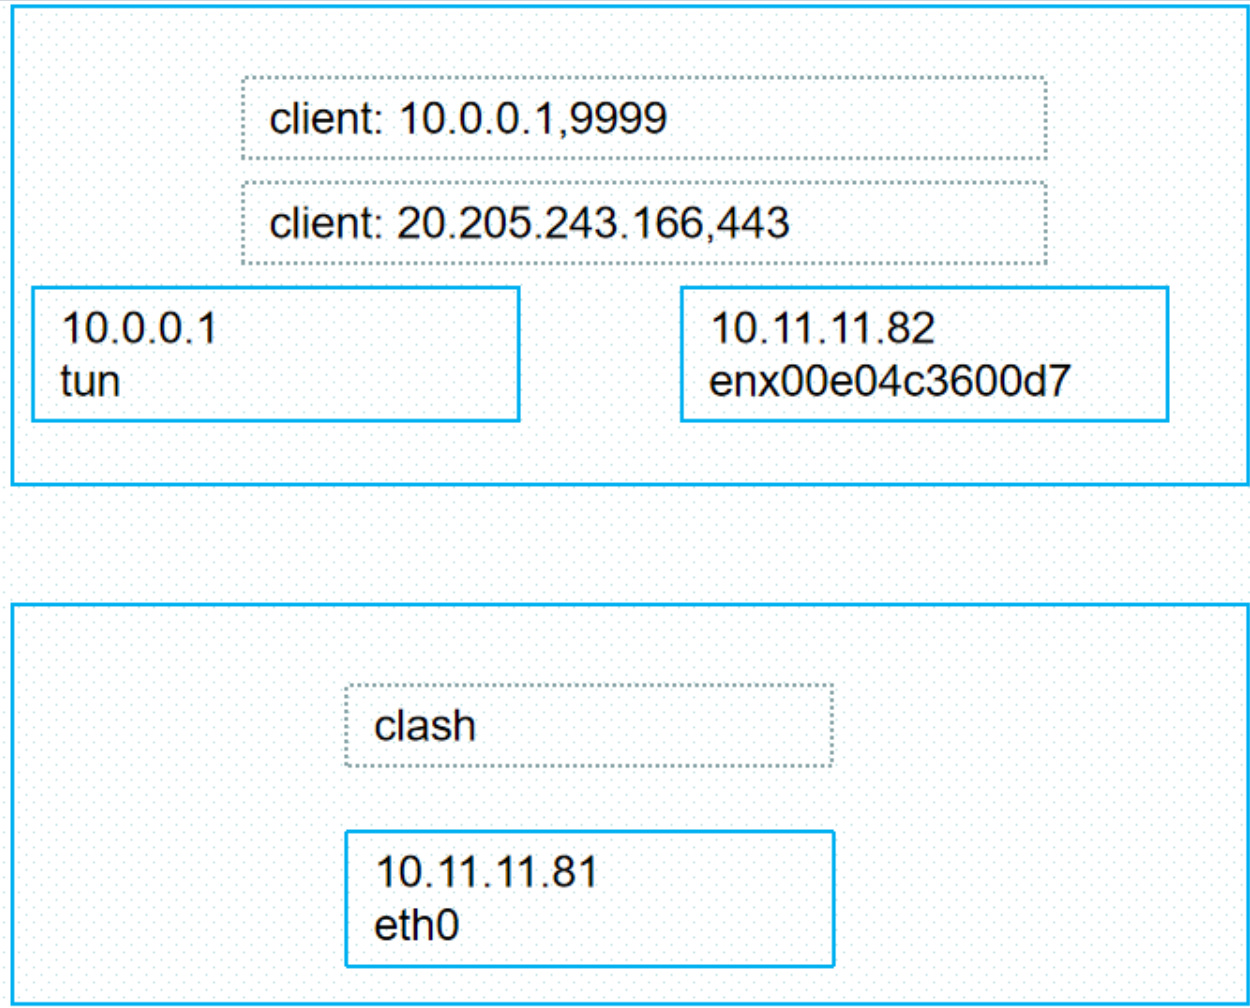 client: 10.0.0.1,9999
client: 20.205.243.166,443
10.0.0.1
tun
10.11.11.82
enx00e04c3600d7
clash
10.11.11.81
eth0